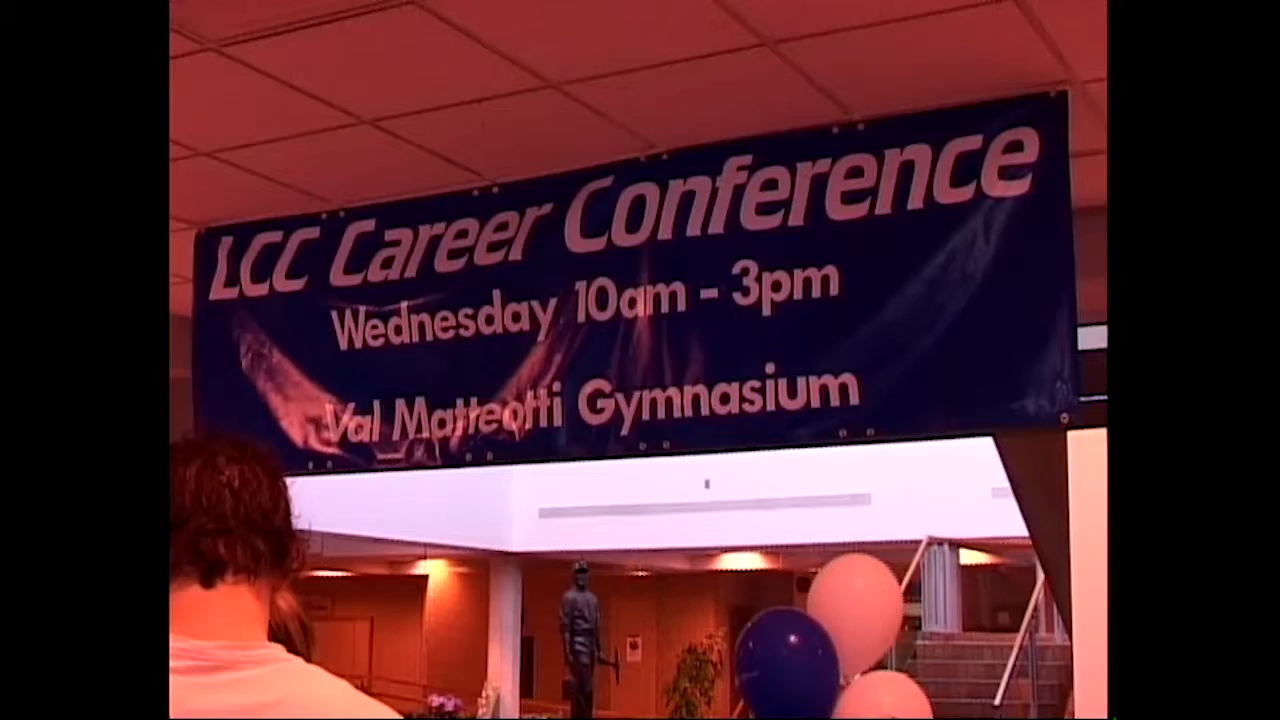 LCC Career Conference
Wednesday 10am - 3pm
Val Matteotti Gymnasium